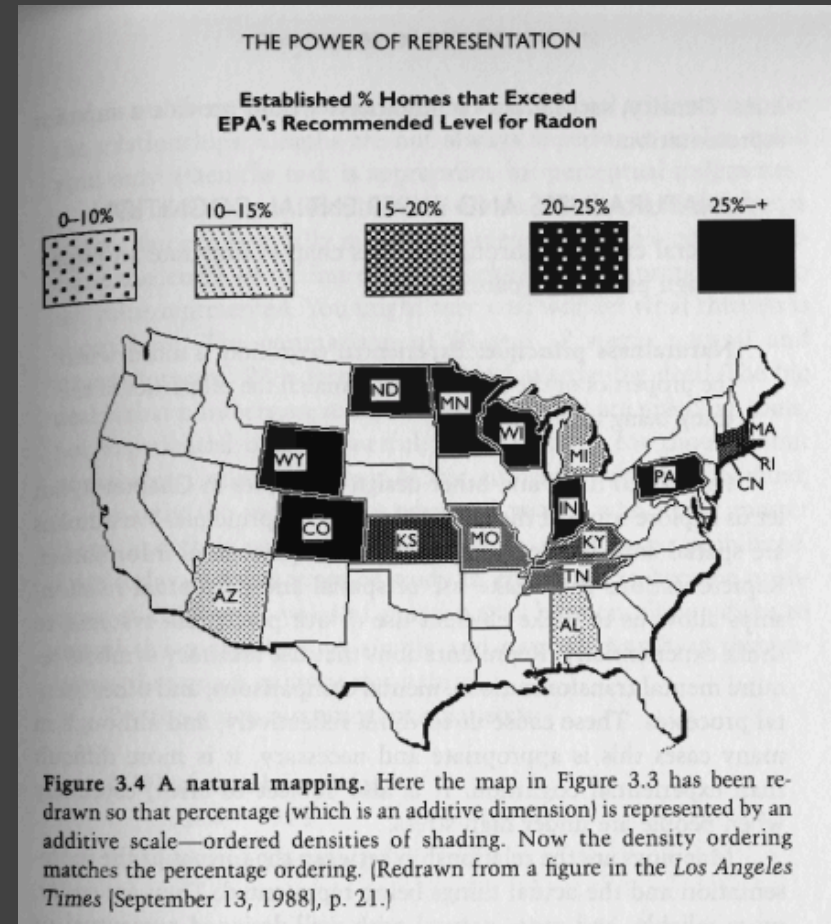 THE POWER OF REPRESENTATION
Established % Homes that Exceed
EPA's Recommended Level for Radon
0–10%
10–15%
15–20%
20–25%
25%–+
ND
MN
WI
MI
WY
MA
RI
CN
PA
IN
CO
KS
MO
KY
TN
AZ
AL
Figure 3.4 A natural mapping. Here the map in Figure 3.3 has been re-
drawn so that percentage (which is an additive dimension) is represented by an
additive scale—ordered densities of shading. Now the density ordering
matches the percentage ordering. (Redrawn from a figure in the Los Angeles
Times [September 13, 1988], p. 21.)